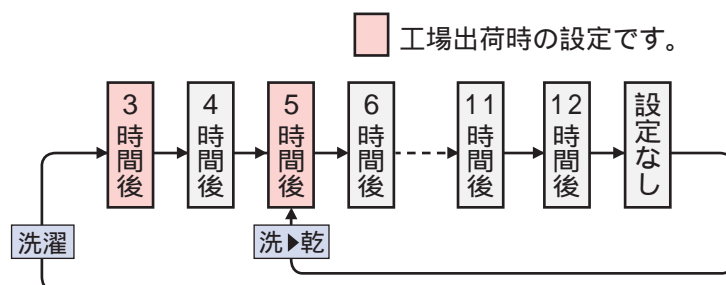 工場出荷時の設定です。
3時間後
4時間後
5時間後
6時間後
11時間後
12時間後
設定なし
洗濯
洗▶乾